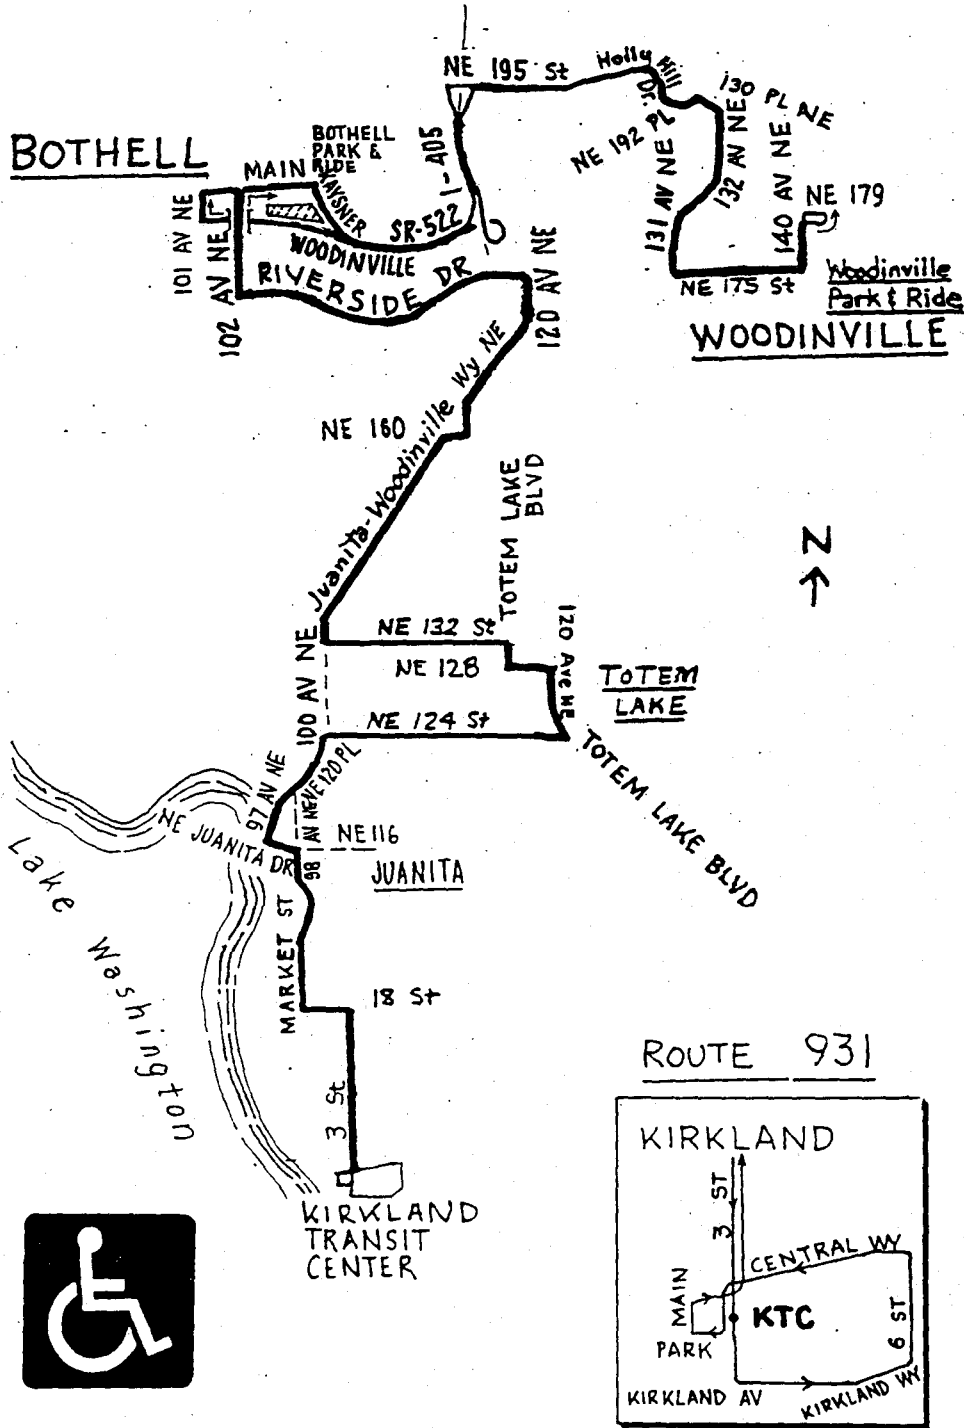 NE 195 St
Holly
Hill
Dr.
130 PL NE
NE 192 PL
132 AV NE
131 AV NE
140 AV NE
NE 179
NE 175 St
Woodinville
Park & Ride
WOODINVILLE
BOTHELL
BOTHELL
PARK &
RIDE
MAIN
KAYSNER
I-405
SR-522
101 AV NE
102 AV NE
WOODINVILLE
RIVERSIDE DR
120 AV NE
Juanita-Woodinville Wy NE
NE 160
TOTEM LAKE
BLVD
N
NE 132 St
NE 128
120 Ave NE
TOTEM
LAKE
100 AV NE
NE 124 St
TOTEM LAKE BLVD
97 AV NE
NE 120 PL
98 AV NE
NE 116
NE JUANITA DR
JUANITA
Lake Washington
MARKET ST
18 St
3 St
KIRKLAND
TRANSIT
CENTER
ROUTE 931
KIRKLAND
3 ST
CENTRAL WY
MAIN
KTC
PARK
6 ST
KIRKLAND AV
KIRKLAND WY